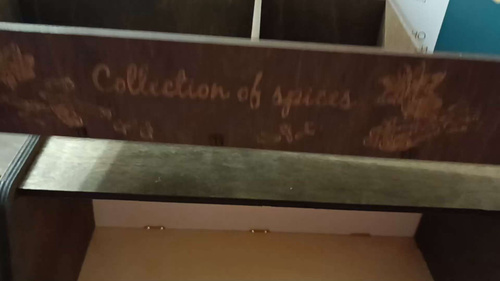 Collection of spices